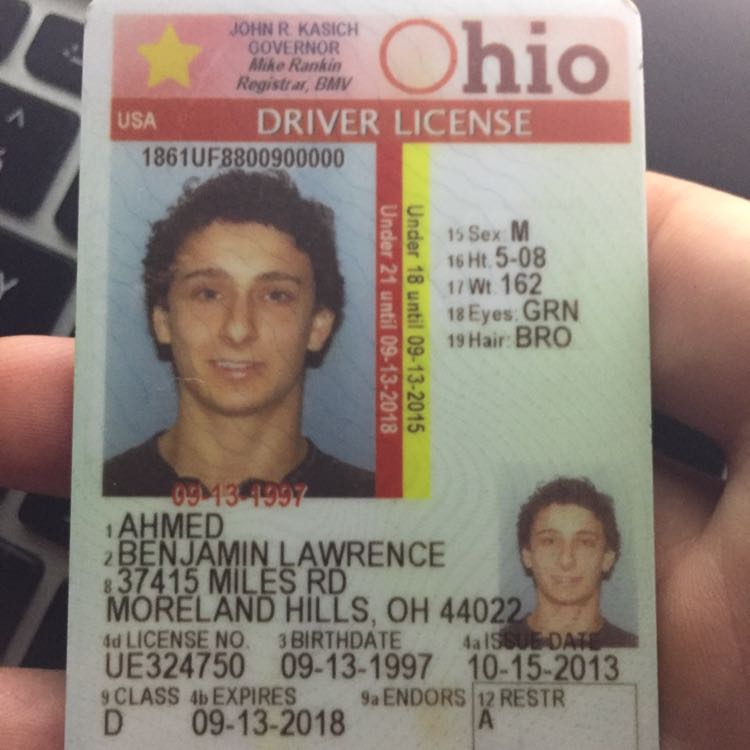 JOHN R. KASICH
GOVERNOR
Mike Rankin
Registrar, BMV
Ohio
USA DRIVER LICENSE
1861UF8800900000
Under 21 until 09-13-2018
Under 18 until 09-13-2015
15 Sex: M
16 Ht. 5-08
17 Wt. 162
18 Eyes: GRN
19 Hair: BRO
09-13-1997
1 AHMED
2 BENJAMIN LAWRENCE
8 37415 MILES RD
MORELAND HILLS, OH 44022
4d LICENSE NO. 3 BIRTHDATE 4a ISSUE DATE
UE324750 09-13-1997 10-15-2013
9 CLASS 4b EXPIRES 9a ENDORS 12 RESTR
D 09-13-2018 A